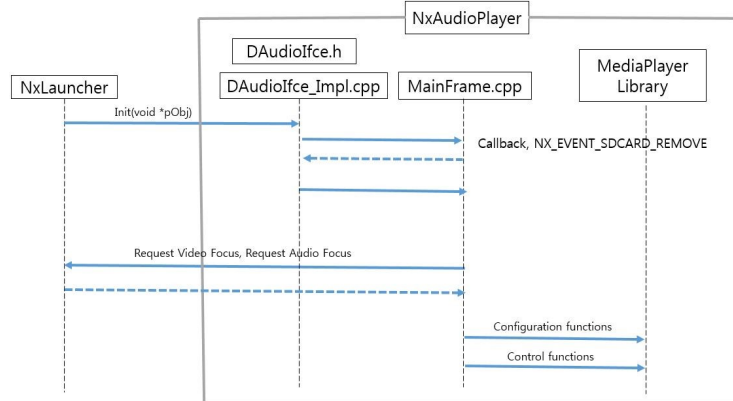 NxAudioPlayer
DAudioIfce.h
NxLauncher
DAudioIfce_Impl.cpp
MainFrame.cpp
MediaPlayer
Library
Init(void *pObj)
Callback, NX_EVENT_SDCARD_REMOVE
Request Video Focus, Request Audio Focus
Configuration functions
Control functions